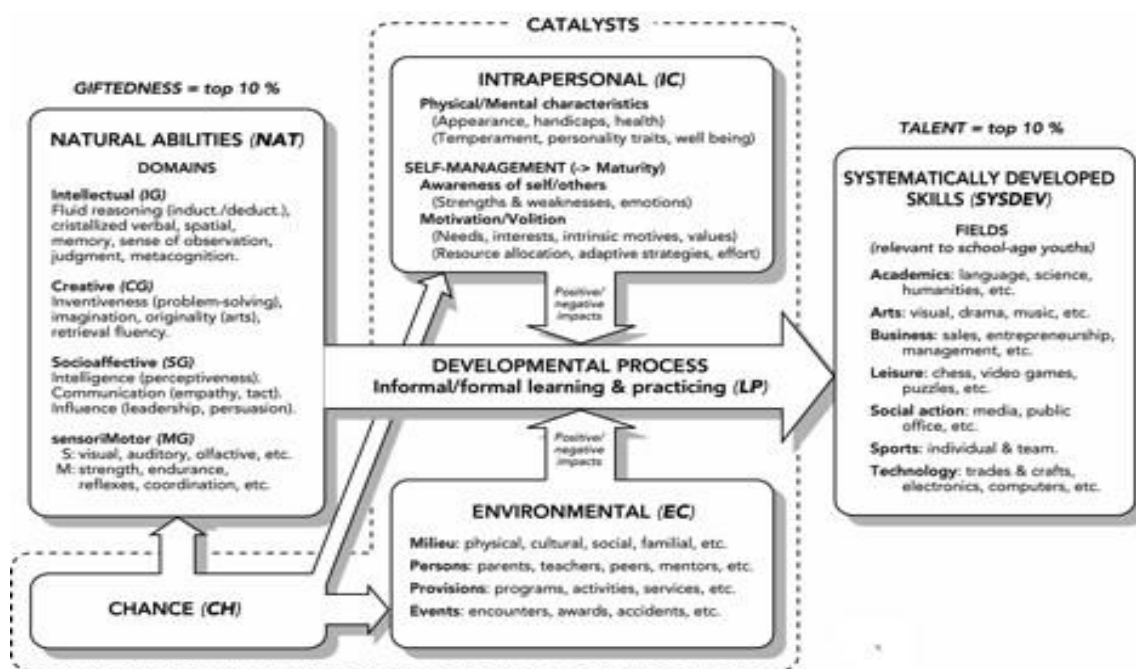 CATALYSTS
GIFTEDNESS = top 10 %
NATURAL ABILITIES (NAT)
DOMAINS
Intellectual (IG)
Fluid reasoning (induct./deduct.),
cristallized verbal, spatial,
memory, sense of observation,
judgment, metacognition.
Creative (CG)
Inventiveness (problem-solving),
imagination, originality (arts),
retrieval fluency.
Socioaffective (SG)
Intelligence (perceptiveness).
Communication (empathy, tact).
Influence (leadership, persuasion).
sensoriMotor (MG)
S: visual, auditory, olfactive, etc.
M: strength, endurance,
reflexes, coordination, etc.
CHANCE (CH)
INTRAPERSONAL (IC)
Physical/Mental characteristics
(Appearance, handicaps, health)
(Temperament, personality traits, well being)
SELF-MANAGEMENT (-> Maturity)
Awareness of self/others
(Strengths & weaknesses, emotions)
Motivation/Volition
(Needs, interests, intrinsic motives, values)
(Resource allocation, adaptive strategies, effort)
Positive/
negative
impacts
DEVELOPMENTAL PROCESS
Informal/formal learning & practicing (LP)
Positive/
negative
impacts
ENVIRONMENTAL (EC)
Milieu: physical, cultural, social, familial, etc.
Persons: parents, teachers, peers, mentors, etc.
Provisions: programs, activities, services, etc.
Events: encounters, awards, accidents, etc.
TALENT = top 10 %
SYSTEMATICALLY DEVELOPED
SKILLS (SYSDEV)
FIELDS
(relevant to school-age youths)
Academics: language, science,
humanities, etc.
Arts: visual, drama, music, etc.
Business: sales, entrepreneurship,
management, etc.
Leisure: chess, video games,
puzzles, etc.
Social action: media, public
office, etc.
Sports: individual & team.
Technology: trades & crafts,
electronics, computers, etc.